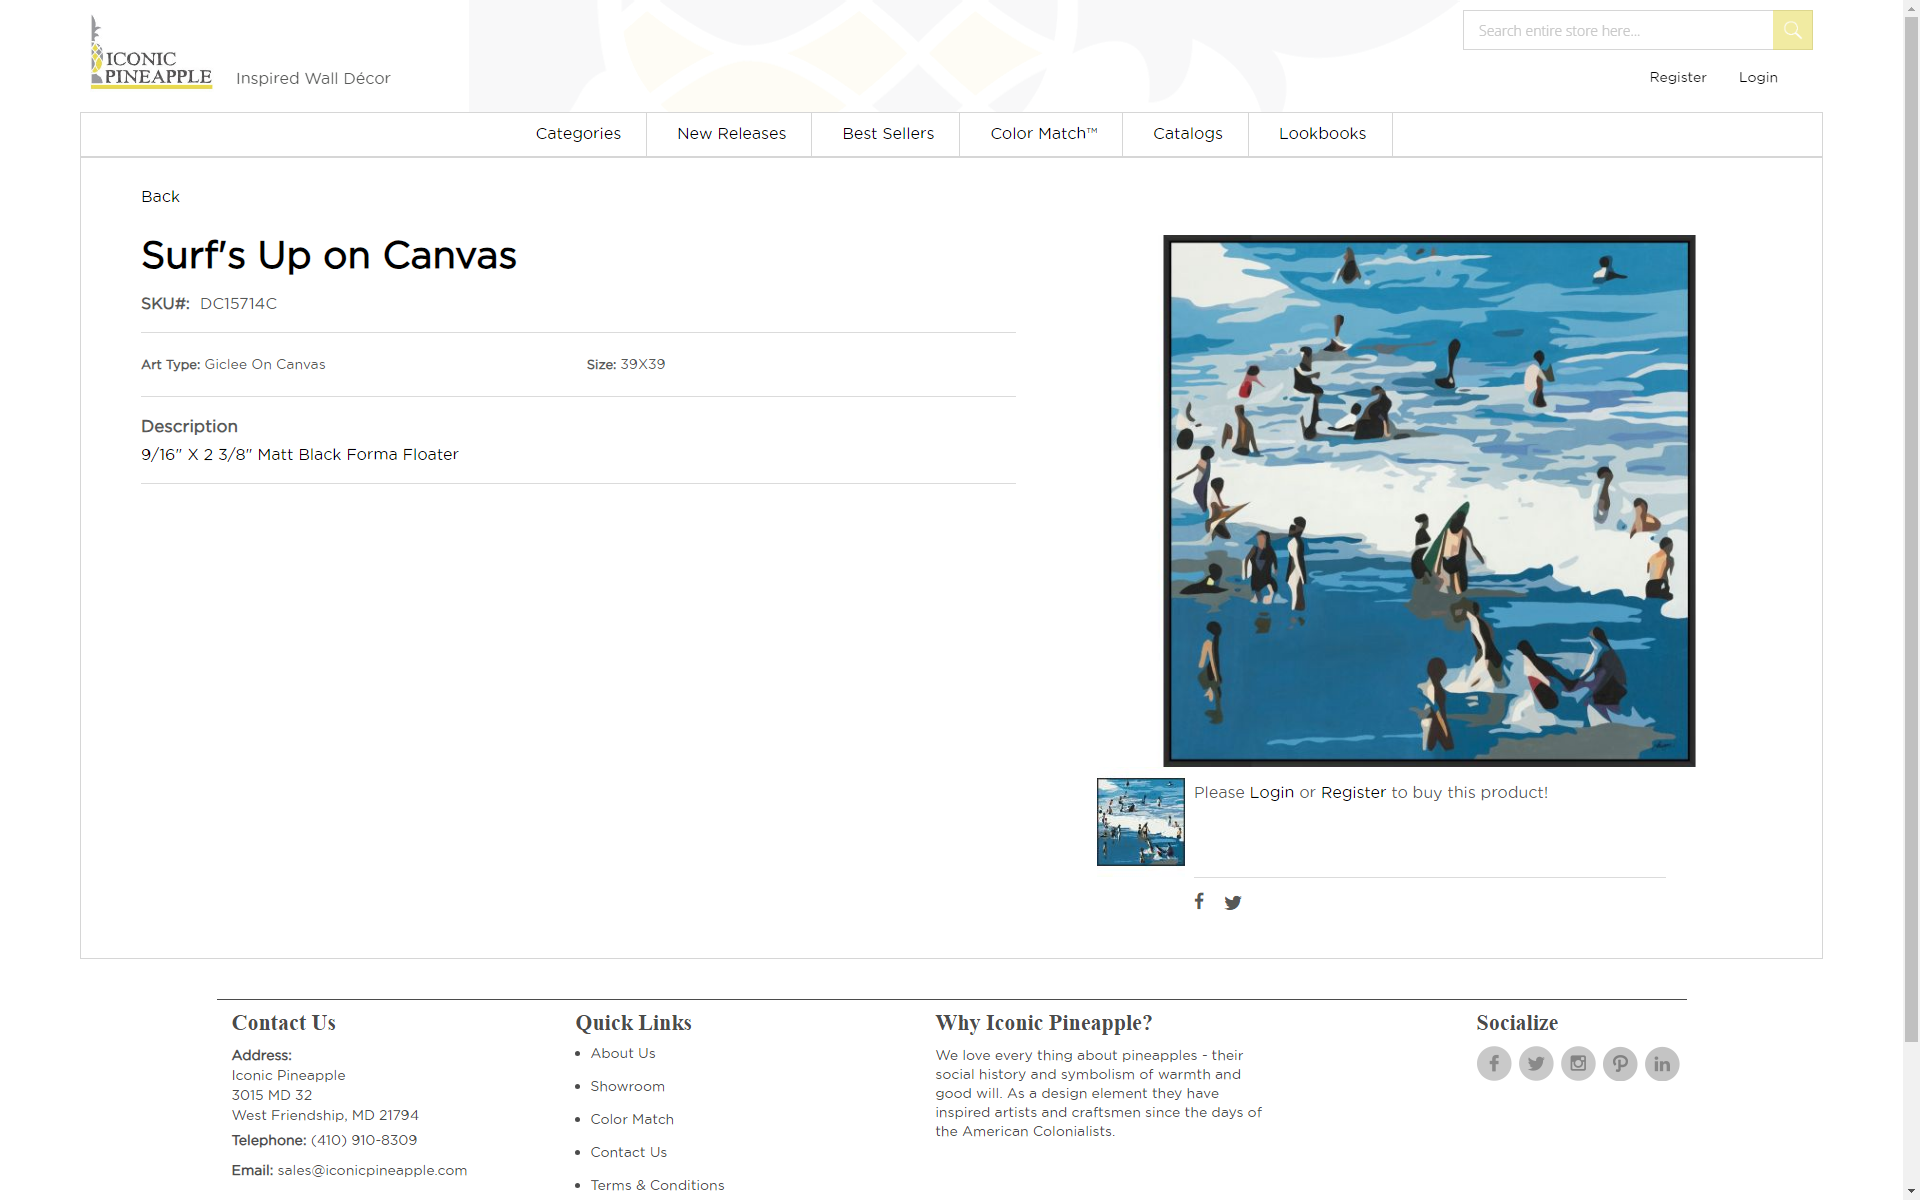 ICONIC
PINEAPPLE
Inspired Wall Décor
Search entire store here...
Register
Login
Categories
New Releases
Best Sellers
Color Match™
Catalogs
Lookbooks
Back
Surf's Up on Canvas
SKU#: DC15714C
Art Type: Giclee On Canvas
Size: 39X39
Description
9/16" X 2 3/8" Matt Black Forma Floater
Please Login or Register to buy this product!
Contact Us
Address:
Iconic Pineapple
3015 MD 32
West Friendship, MD 21794
Telephone: (410) 910-8309
Email: sales@iconicpineapple.com
Quick Links
About Us
Showroom
Color Match
Contact Us
Terms & Conditions
Why Iconic Pineapple?
We love every thing about pineapples - their
social history and symbolism of warmth and
good will. As a design element they have
inspired artists and craftsmen since the days of
the American Colonialists.
Socialize